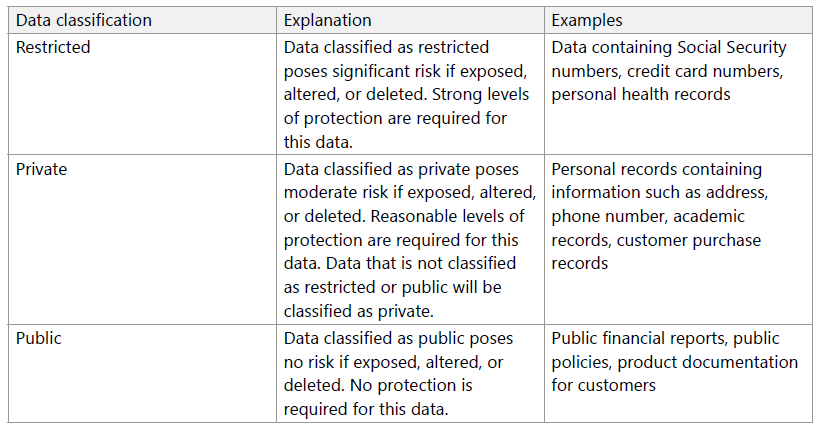 Data classification
Explanation
Examples
Restricted
Data classified as restricted
poses significant risk if exposed,
altered, or deleted. Strong levels
of protection are required for
this data.
Data containing Social Security
numbers, credit card numbers,
personal health records
Private
Data classified as private poses
moderate risk if exposed, altered,
or deleted. Reasonable levels of
protection are required for this
data. Data that is not classified
as restricted or public will be
classified as private.
Personal records containing
information such as address,
phone number, academic
records, customer purchase
records
Public
Data classified as public poses
no risk if exposed, altered, or
deleted. No protection is
required for this data.
Public financial reports, public
policies, product documentation
for customers